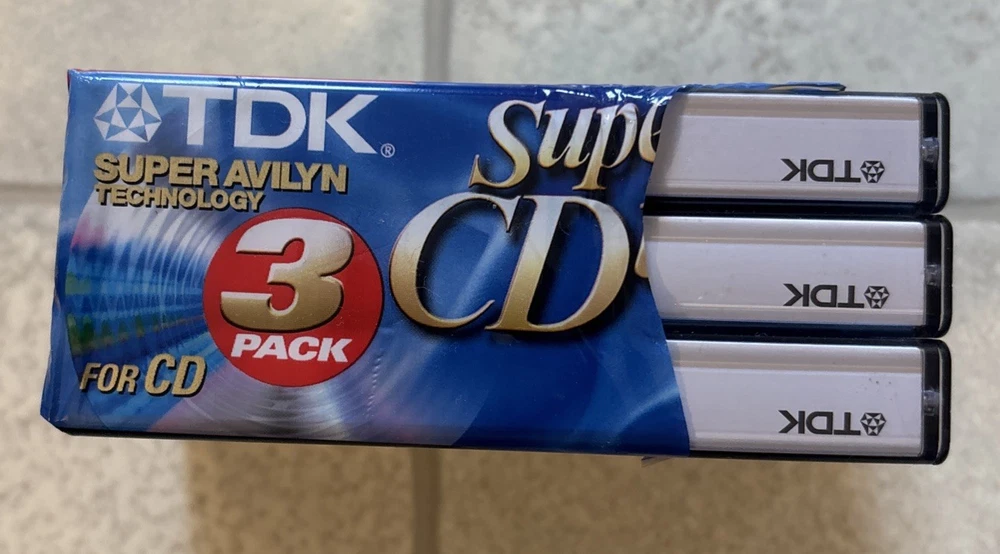 TDK®
SUPER AVILYN
TECHNOLOGY
3
PACK
FOR CD
Supe
CD
TDK
TDK
TDK